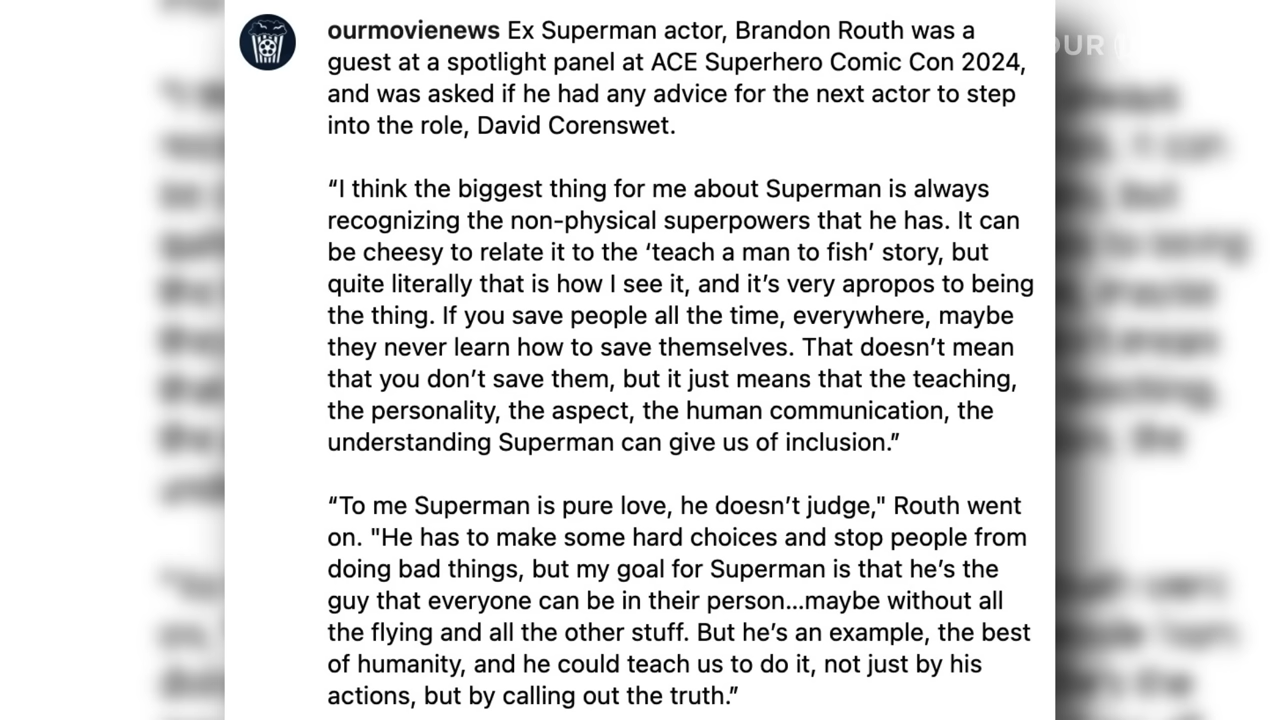 ourmovienews Ex Superman actor, Brandon Routh was a
guest at a spotlight panel at ACE Superhero Comic Con 2024,
and was asked if he had any advice for the next actor to step
into the role, David Corenswet.
“I think the biggest thing for me about Superman is always
recognizing the non-physical superpowers that he has. It can
be cheesy to relate it to the ‘teach a man to fish’ story, but
quite literally that is how I see it, and it’s very apropos to being
the thing. If you save people all the time, everywhere, maybe
they never learn how to save themselves. That doesn’t mean
that you don’t save them, but it just means that the teaching,
the personality, the aspect, the human communication, the
understanding Superman can give us of inclusion.”
“To me Superman is pure love, he doesn’t judge," Routh went
on. "He has to make some hard choices and stop people from
doing bad things, but my goal for Superman is that he’s the
guy that everyone can be in their person...maybe without all
the flying and all the other stuff. But he’s an example, the best
of humanity, and he could teach us to do it, not just by his
actions, but by calling out the truth.”